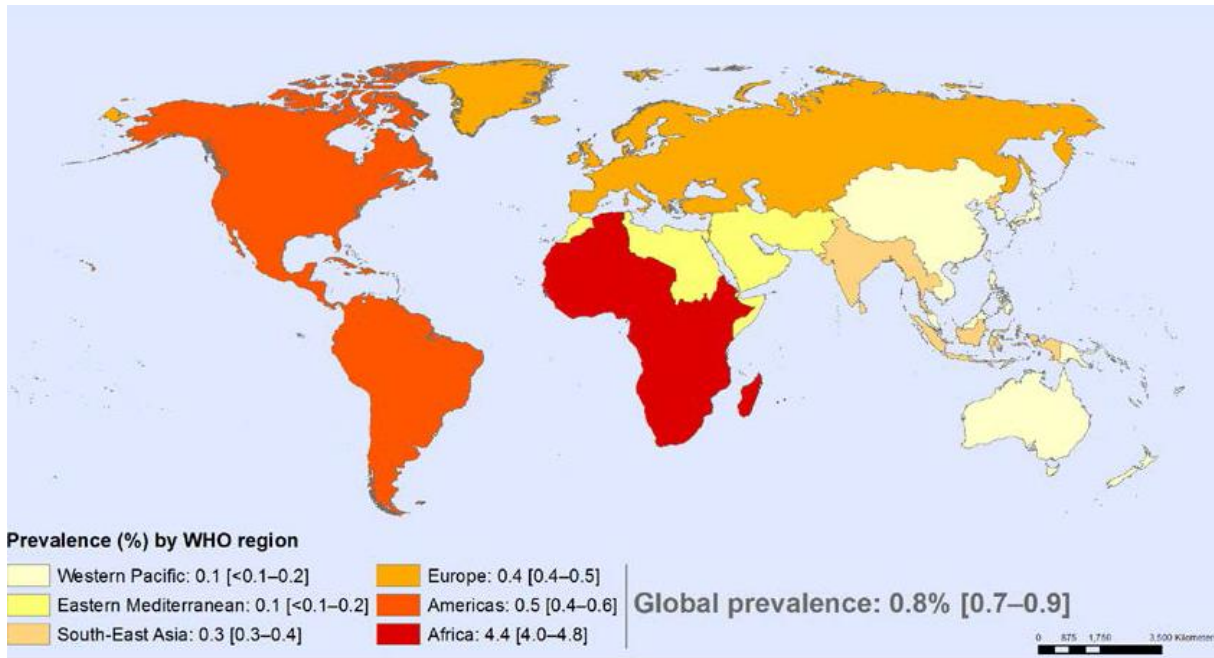 Prevalence (%) by WHO region
Western Pacific: 0.1 [<0.1–0.2]
Eastern Mediterranean: 0.1 [<0.1–0.2]
South-East Asia: 0.3 [0.3–0.4]
Europe: 0.4 [0.4–0.5]
Americas: 0.5 [0.4–0.6]
Africa: 4.4 [4.0–4.8]
Global prevalence: 0.8% [0.7–0.9]
0 875 1,750 3,500 Kilometers